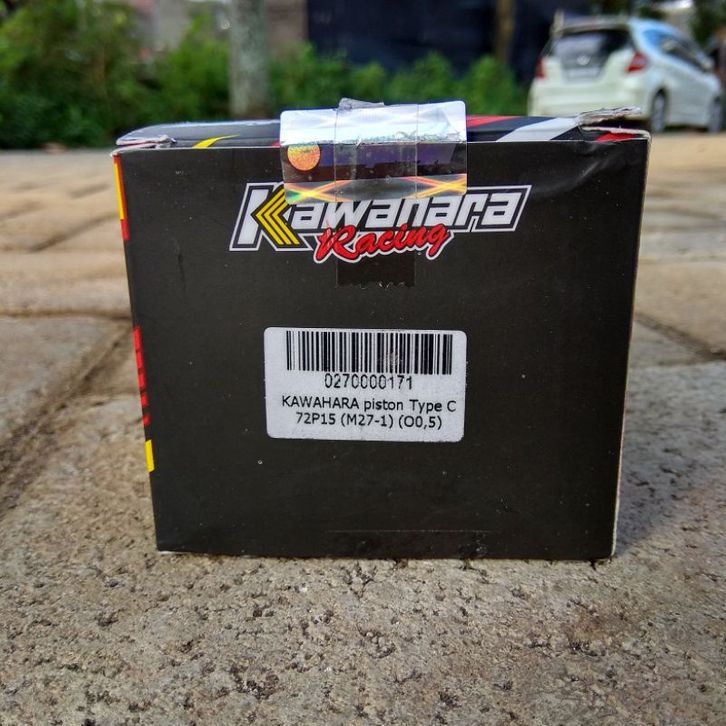 Kawahara
Racing
0270000171
KAWAHARA piston Type C
72P15 (M27-1) (O0,5)